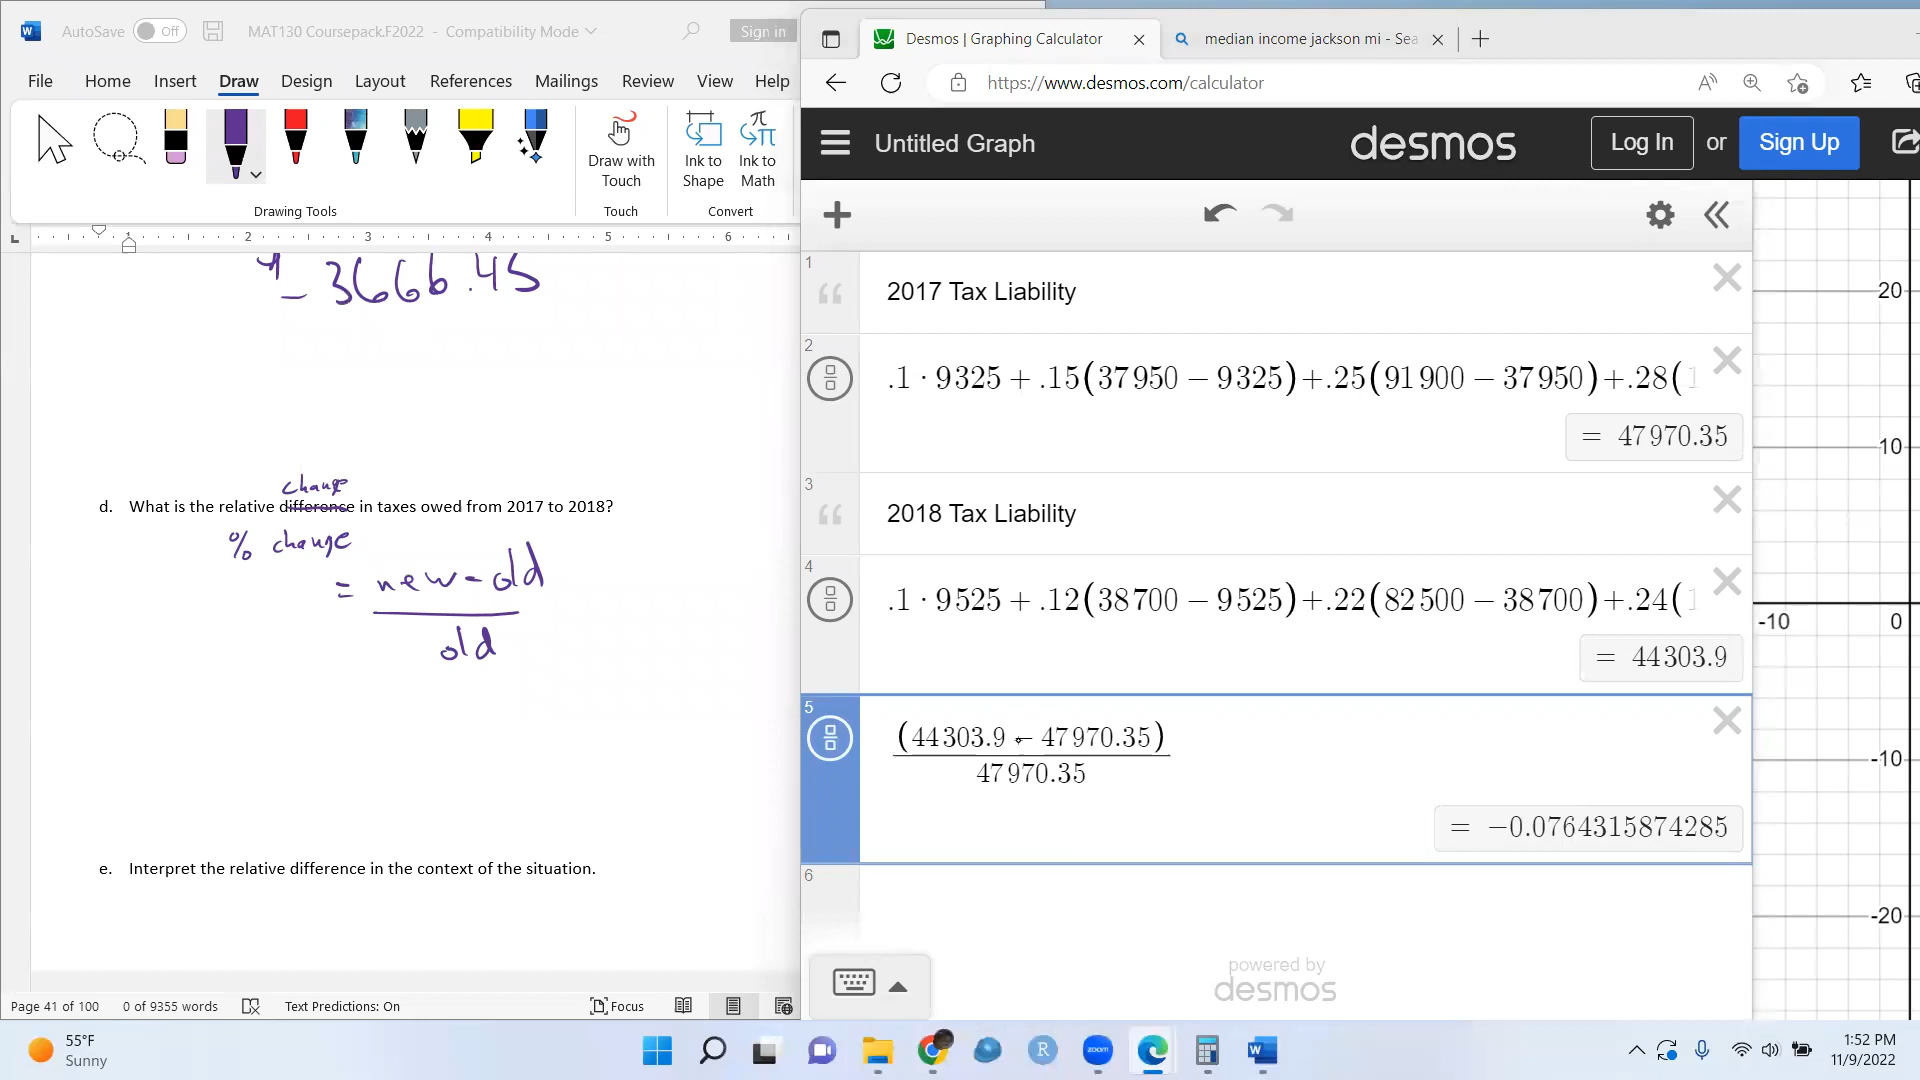 AutoSave Off MAT130 Coursepack.F2022 - Compatibility Mode Sign in
File Home Insert Draw Design Layout References Mailings Review View Help
Draw with Touch
Ink to Shape
Ink to Math
Drawing Tools Touch Convert
1 2 3 4 5 6
- 3666.45
change
d. What is the relative difference in taxes owed from 2017 to 2018?
% change
= new - old
old
e. Interpret the relative difference in the context of the situation.
Page 41 of 100 0 of 9355 words Text Predictions: On Focus
Desmos | Graphing Calculator median income jackson mi - Sea
https://www.desmos.com/calculator
Untitled Graph desmos Log In or Sign Up
1
2017 Tax Liability
2
.1 · 9325 + .15(37950 − 9325)+.25(91900 − 37950)+.28(1
= 47970.35
3
2018 Tax Liability
4
.1 · 9525 + .12(38700 − 9525)+.22(82500 − 38700)+.24(1
= 44303.9
5
(44303.9 − 47970.35)
47970.35
= −0.0764315874285
6
powered by
desmos
20
10
-10 0
-10
-20
55°F
Sunny
R
zoom
1:52 PM
11/9/2022